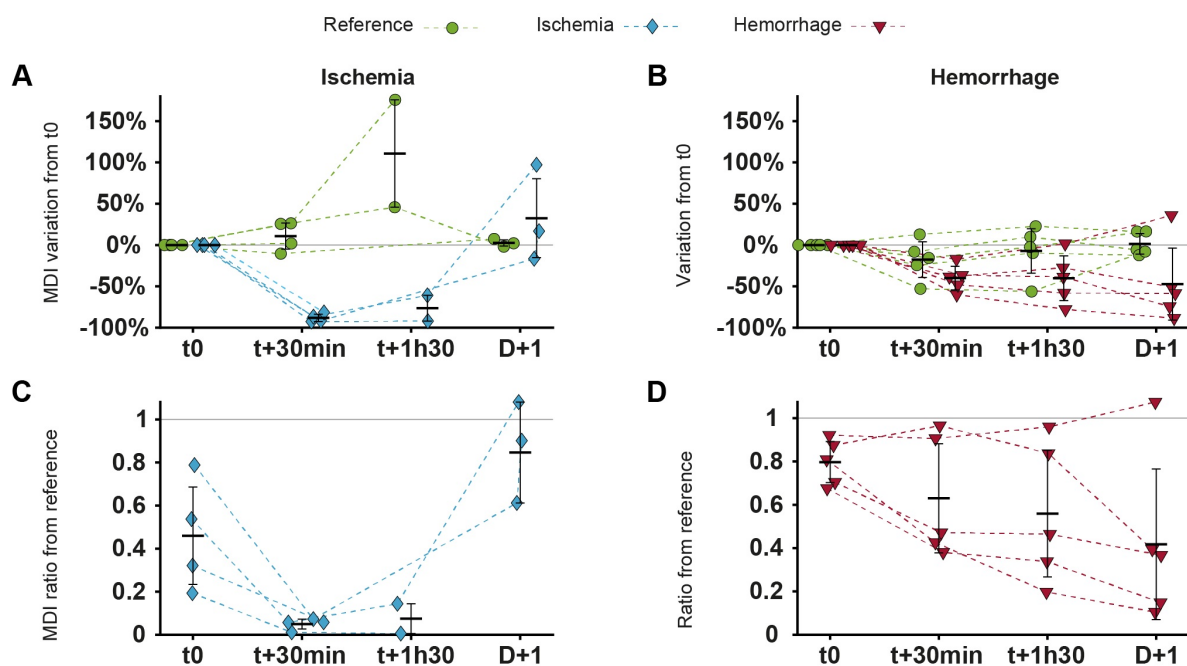 Reference Ischemia Hemorrhage
A Ischemia
MDI variation from t0
150%
100%
50%
0%
-50%
-100%
t0 t+30min t+1h30 D+1
B Hemorrhage
Variation from t0
150%
100%
50%
0%
-50%
-100%
t0 t+30min t+1h30 D+1
C
MDI ratio from reference
1
0.8
0.6
0.4
0.2
0
t0 t+30min t+1h30 D+1
D
Ratio from reference
1
0.8
0.6
0.4
0.2
0
t0 t+30min t+1h30 D+1